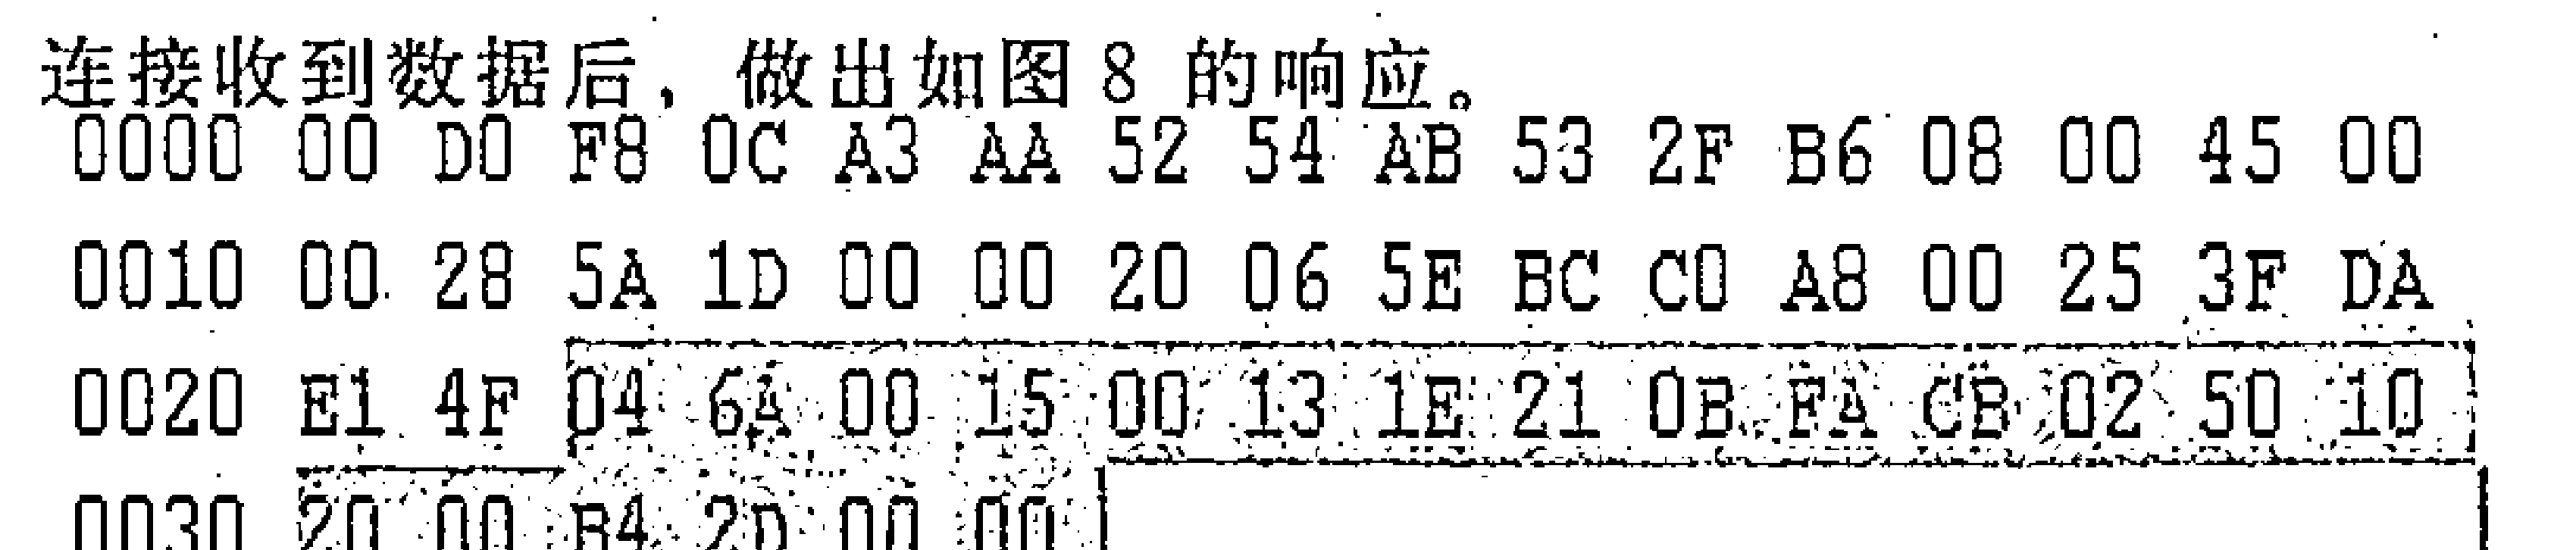 连接收到数据后，做出如图 8 的响应。
0000 00 D0 F8 0C A3 AA 52 54 AB 53 2F B6 08 00 45 00
0010 00 28 5A 1D 00 00 20 06 5E BC C0 A8 00 25 3F DA
0020 E1 4F 04 6A 00 15 00 13 1E 21 0B FA CB 02 50 10
0030 20 00 B4 2D 00 00